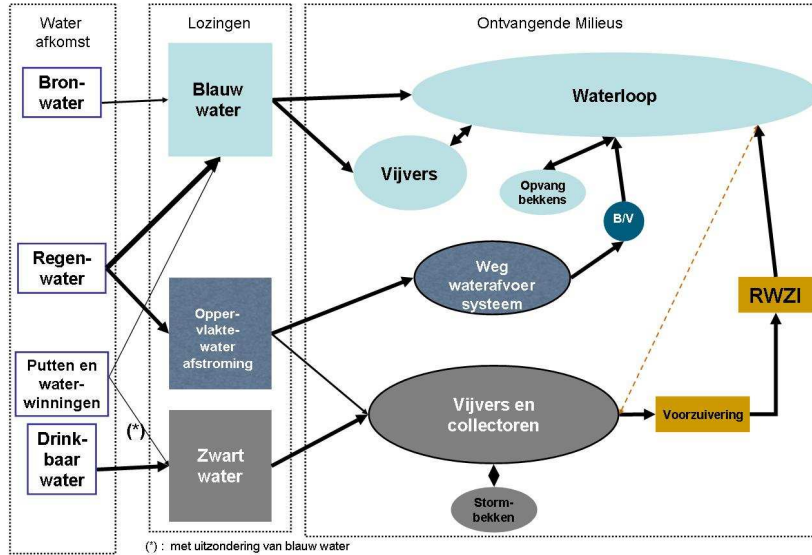 Water
afkomst
Lozingen
Ontvangende Milieus
Bron-
water
Blauw
water
Waterloop
Vijvers
Opvang
bekkens
B/V
Regen-
water
Weg
waterafvoer
systeem
RWZI
Opper-
vlakte-
water
afstroming
Putten en
water-
winningen
Vijvers en
collectoren
Voorzuivering
(*)
Drink-
baar
water
Zwart
water
Storm-
bekken
(*) : met uitzondering van blauw water